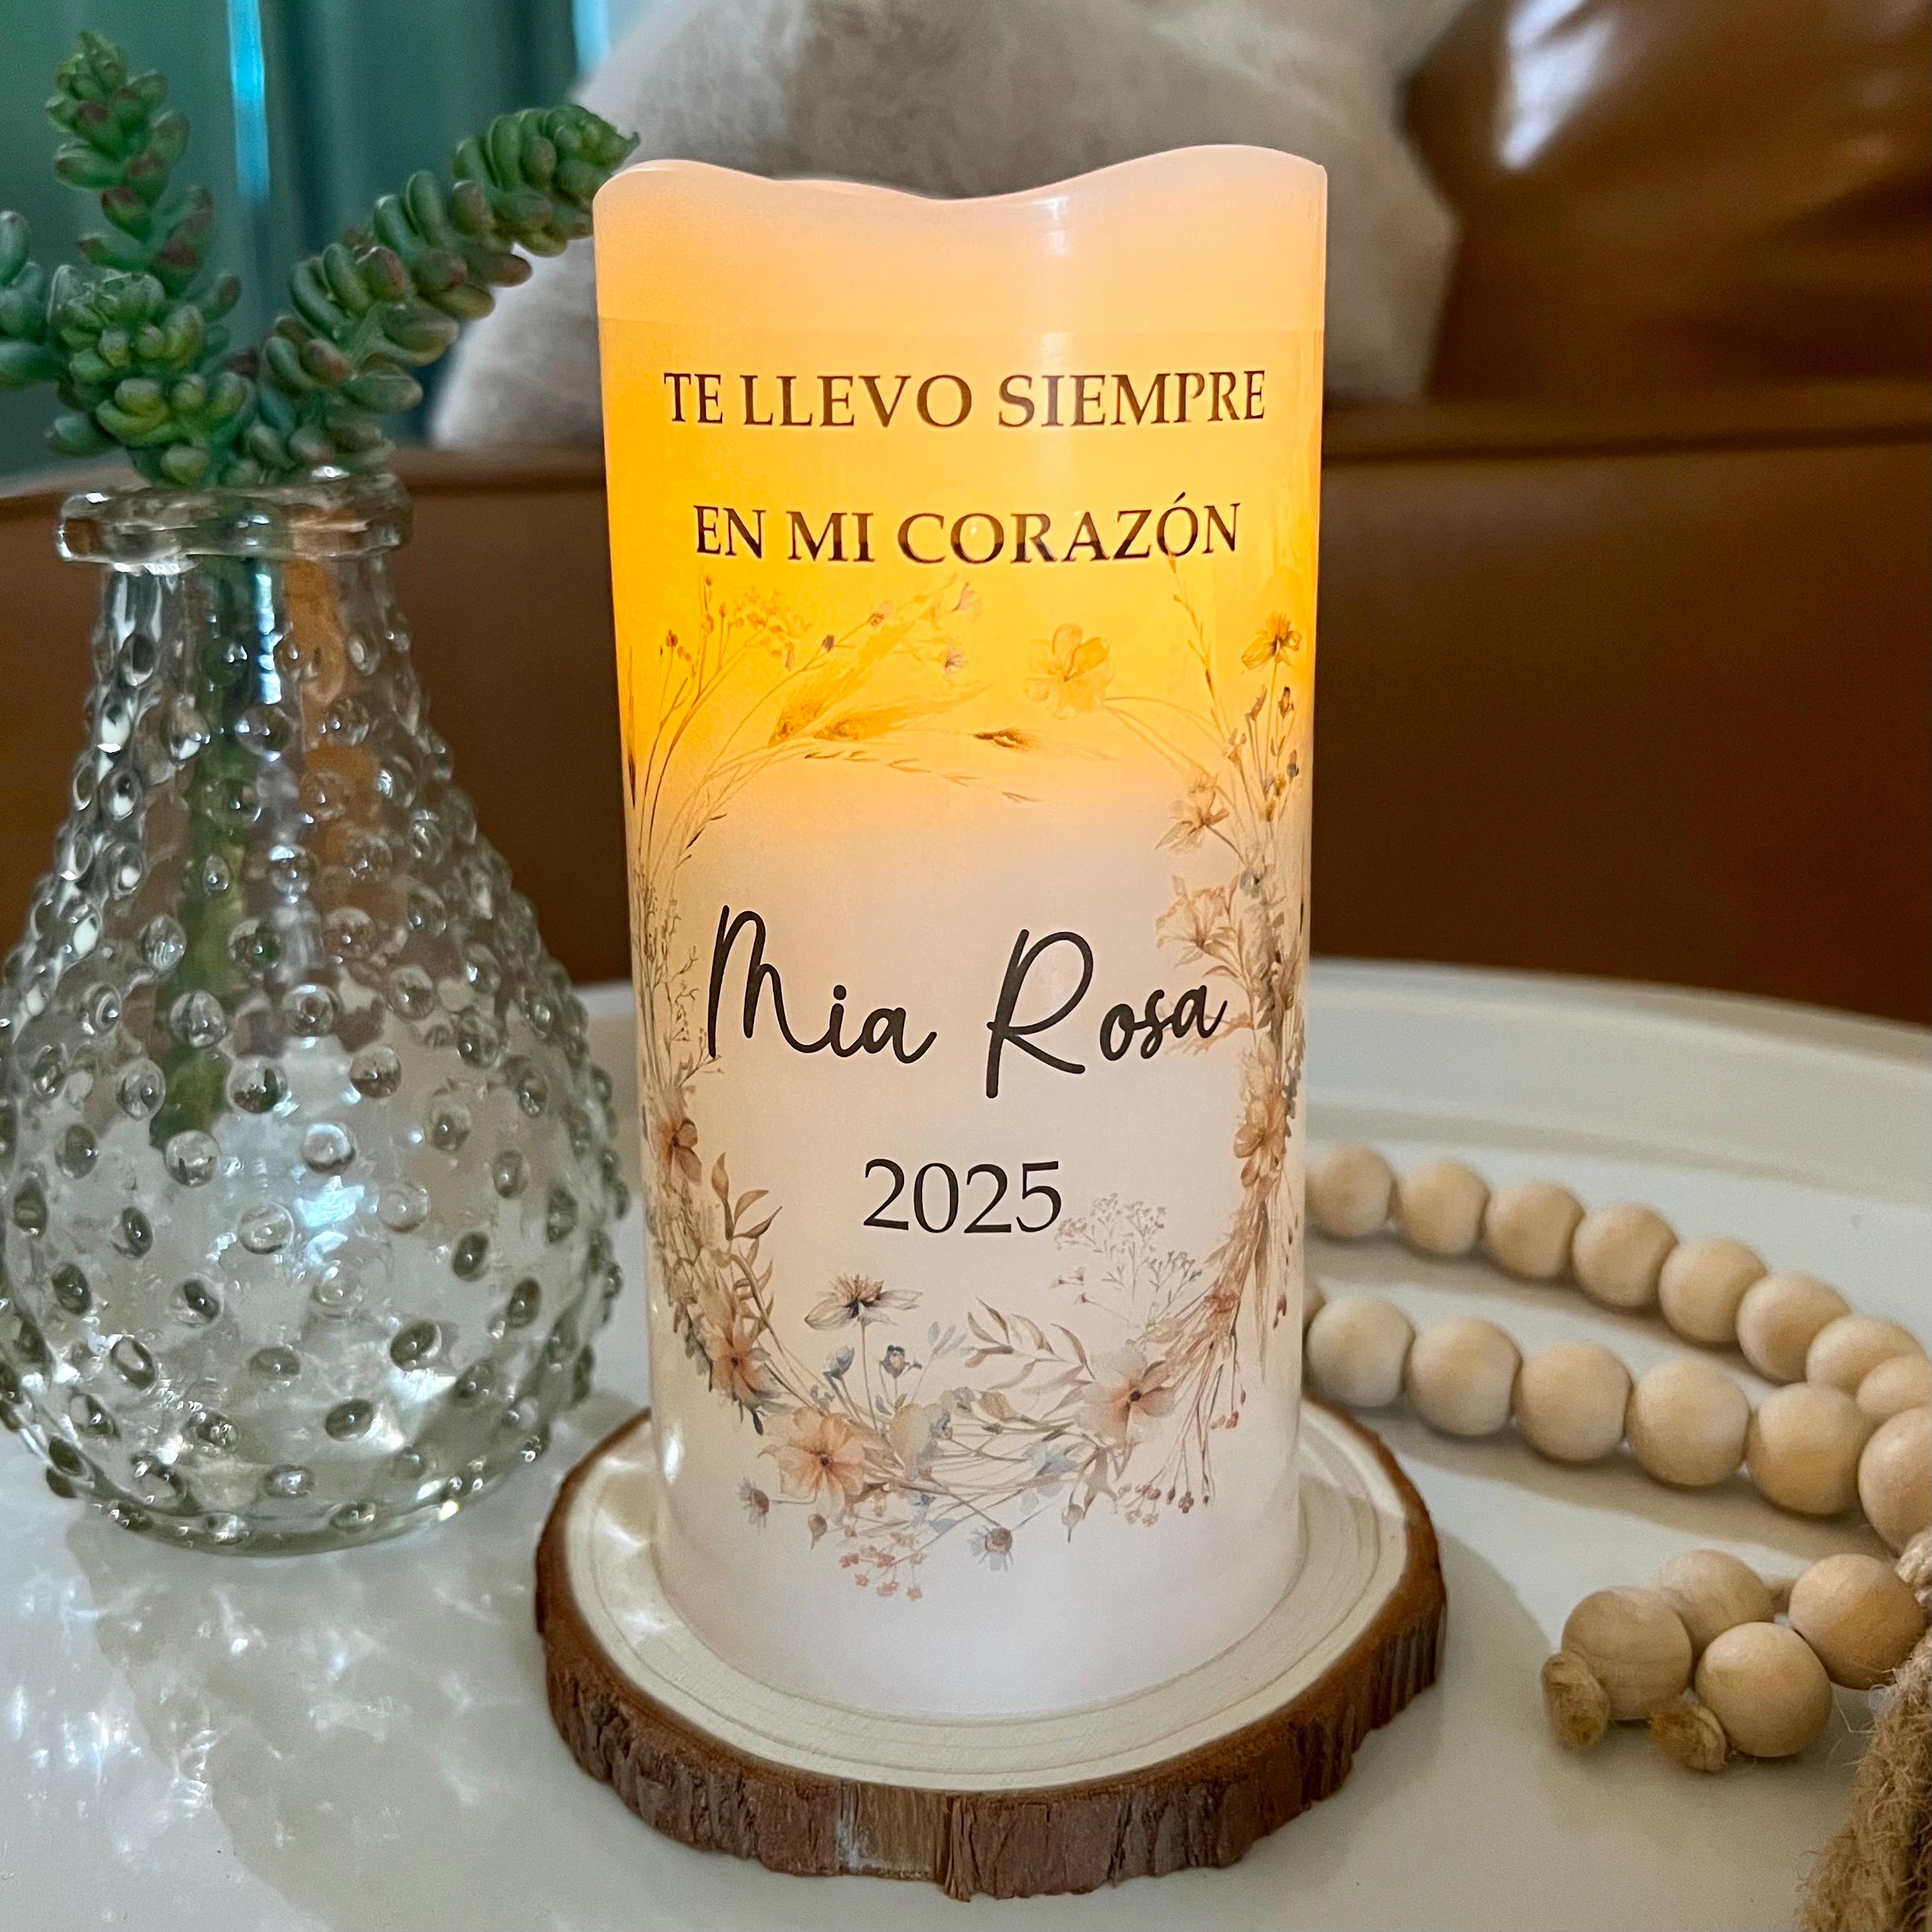 TE LLEVO SIEMPRE
EN MI CORAZÓN
Mia Rosa
2025